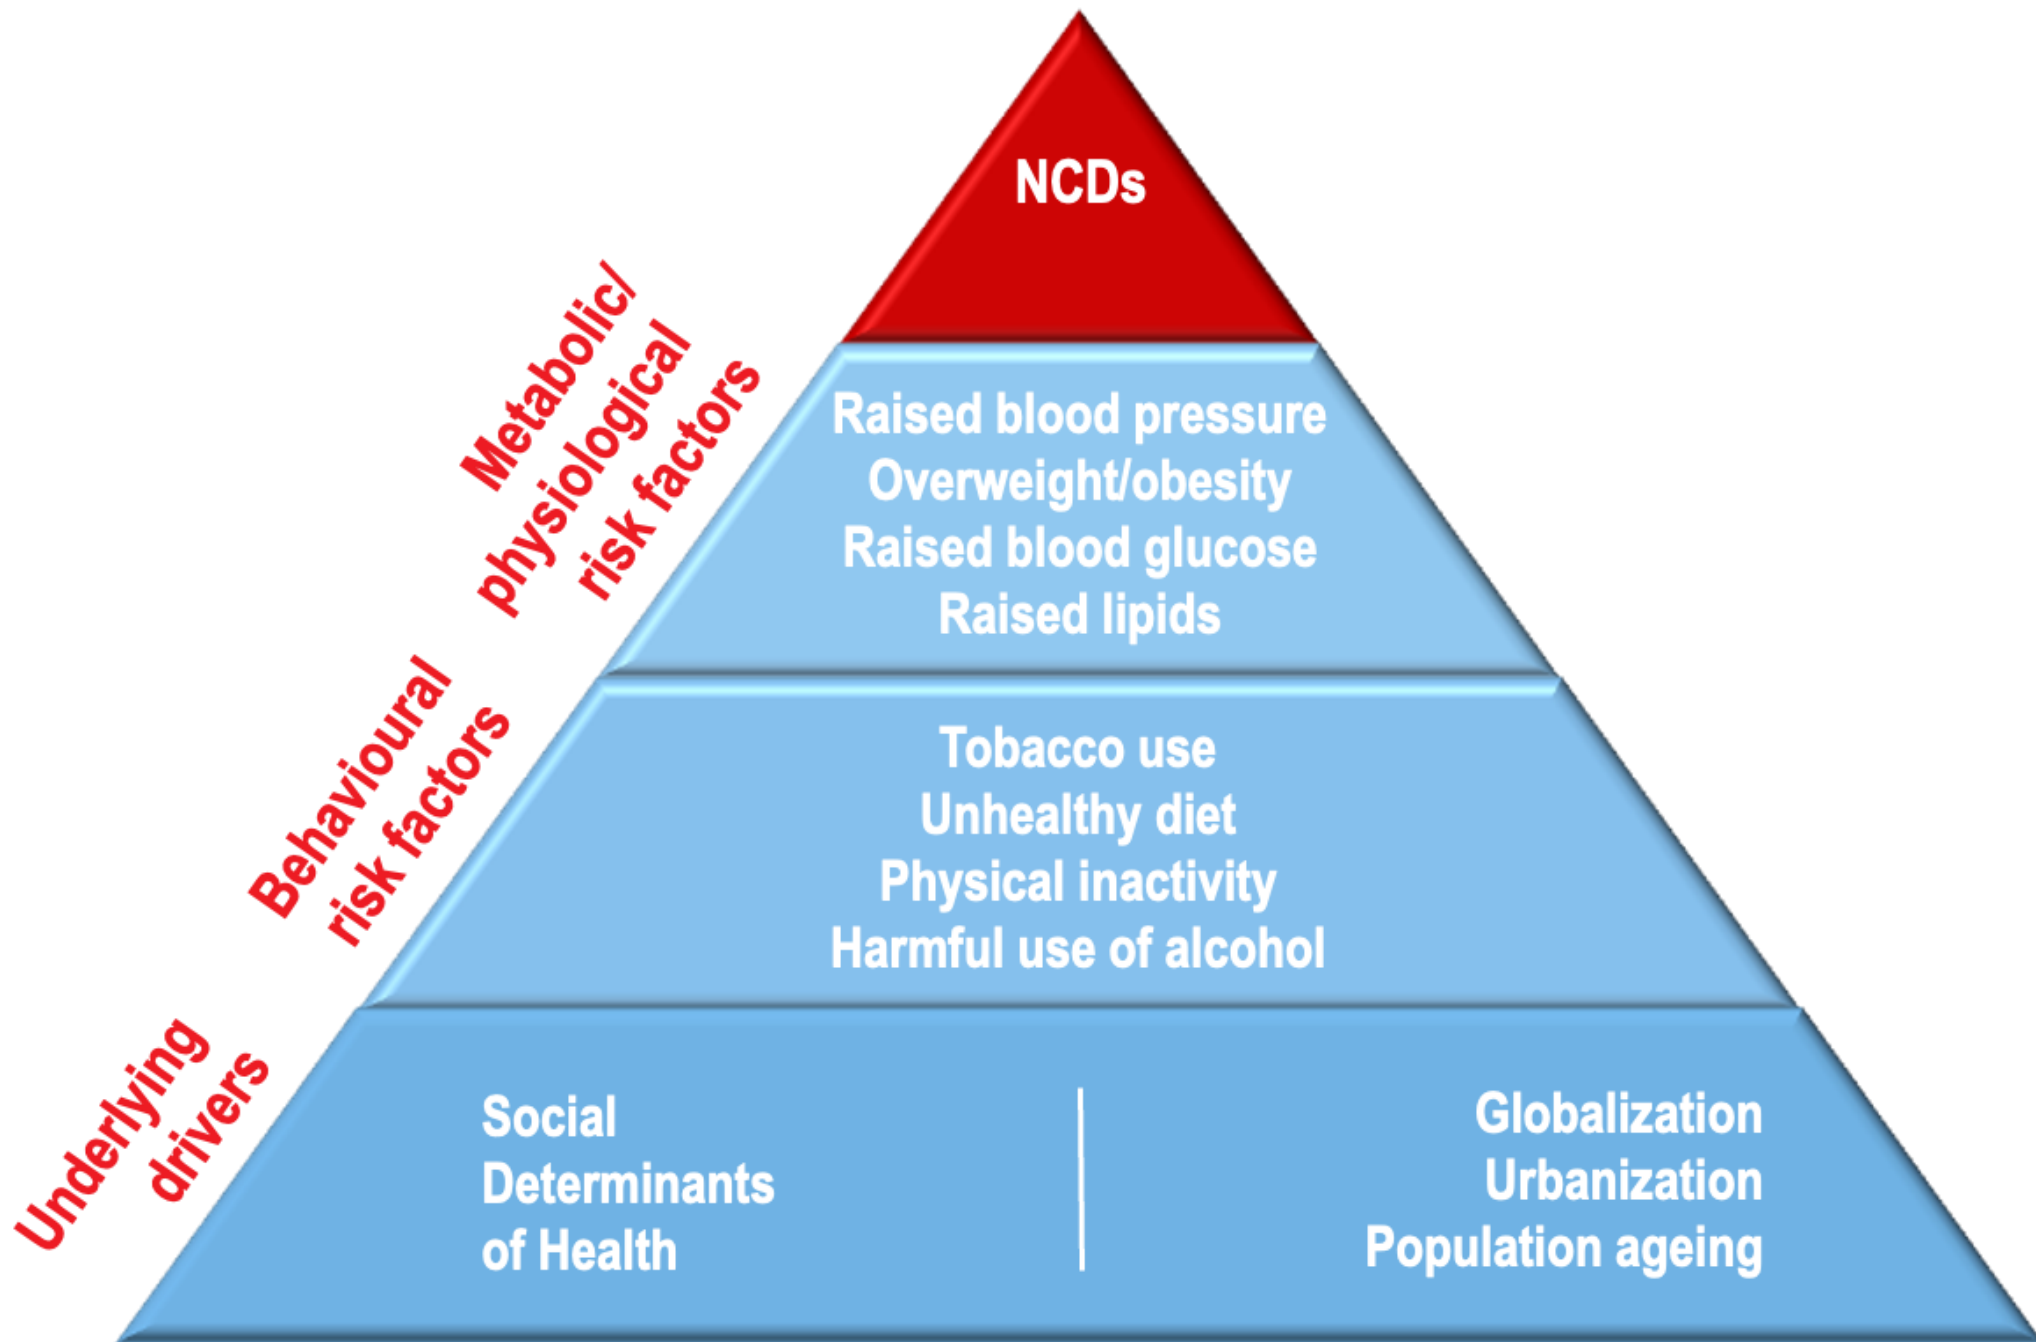 NCDs
Metabolic/
physiological
risk factors
Raised blood pressure
Overweight/obesity
Raised blood glucose
Raised lipids
Behavioural
risk factors
Tobacco use
Unhealthy diet
Physical inactivity
Harmful use of alcohol
Underlying
drivers
Social
Determinants
of Health
Globalization
Urbanization
Population ageing